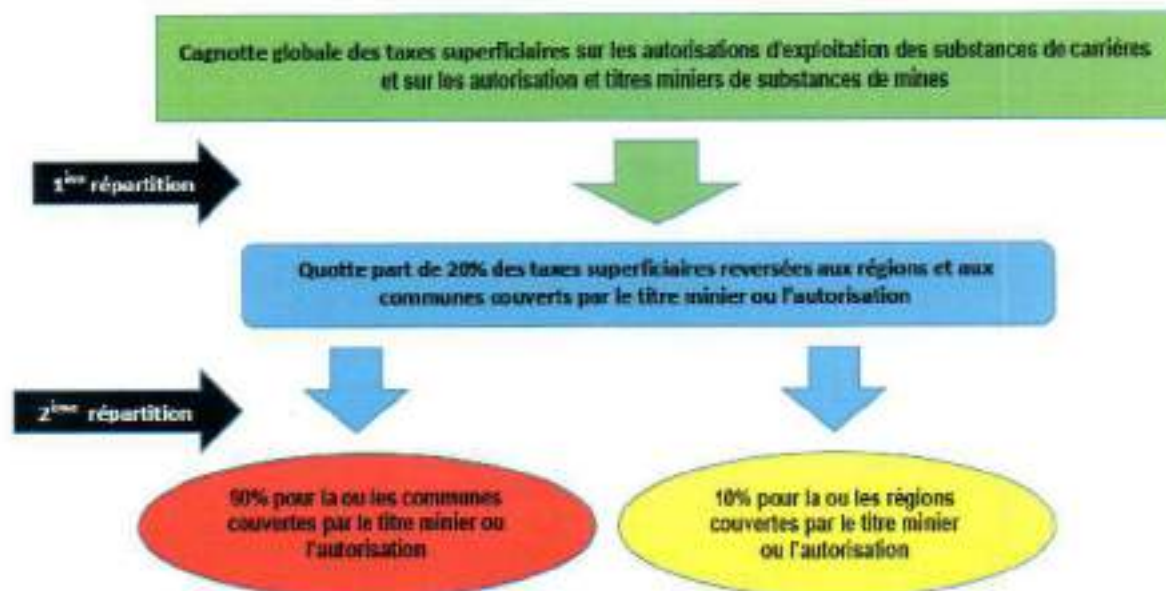 Cagnotte globale des taxes superficiaires sur les autorisations d'exploitation des substances de carrières
et sur les autorisation et titres miniers de substances de mines
1ière répartition
Quotte part de 20% des taxes superficiaires reversées aux régions et aux
communes couverts par le titre minier ou l'autorisation
2ième répartition
90% pour la ou les communes
couvertes par le titre minier ou
l'autorisation
10% pour la ou les régions
couvertes par le titre minier
ou l'autorisation